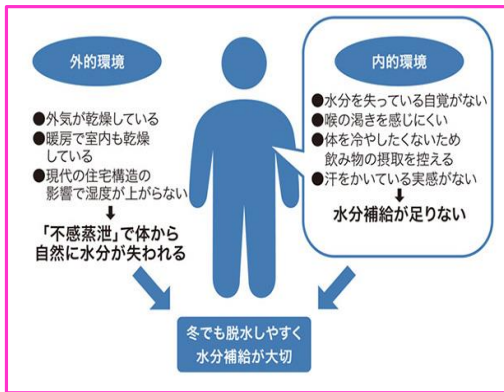 外的環境
●外気が乾燥している
●暖房で室内も乾燥
している
●現代の住宅構造の
影響で湿度が上がらない
「不感蒸泄」で体から
自然に水分が失われる
内的環境
●水分を失っている自覚がない
●喉の渇きを感じにくい
●体を冷やしたくないため
飲み物の摂取を控える
●汗をかいている実感がない
水分補給が足りない
冬でも脱水しやすく
水分補給が大切